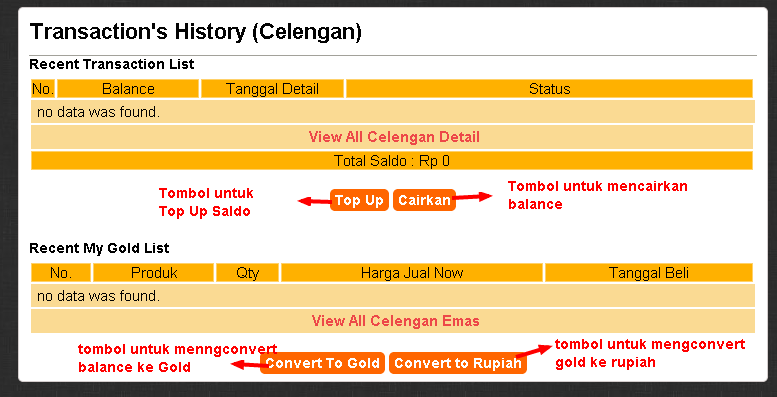 Transaction's History (Celengan)
Recent Transaction List
No. Balance Tanggal Detail Status
no data was found.
View All Celengan Detail
Total Saldo : Rp 0
Tombol untuk
Top Up Saldo
Top Up Cairkan
Tombol untuk mencairkan
balance
Recent My Gold List
No. Produk Qty Harga Jual Now Tanggal Beli
no data was found.
View All Celengan Emas
tombol untuk menngconvert
balance ke Gold
Convert To Gold Convert to Rupiah
tombol untuk mengconvert
gold ke rupiah